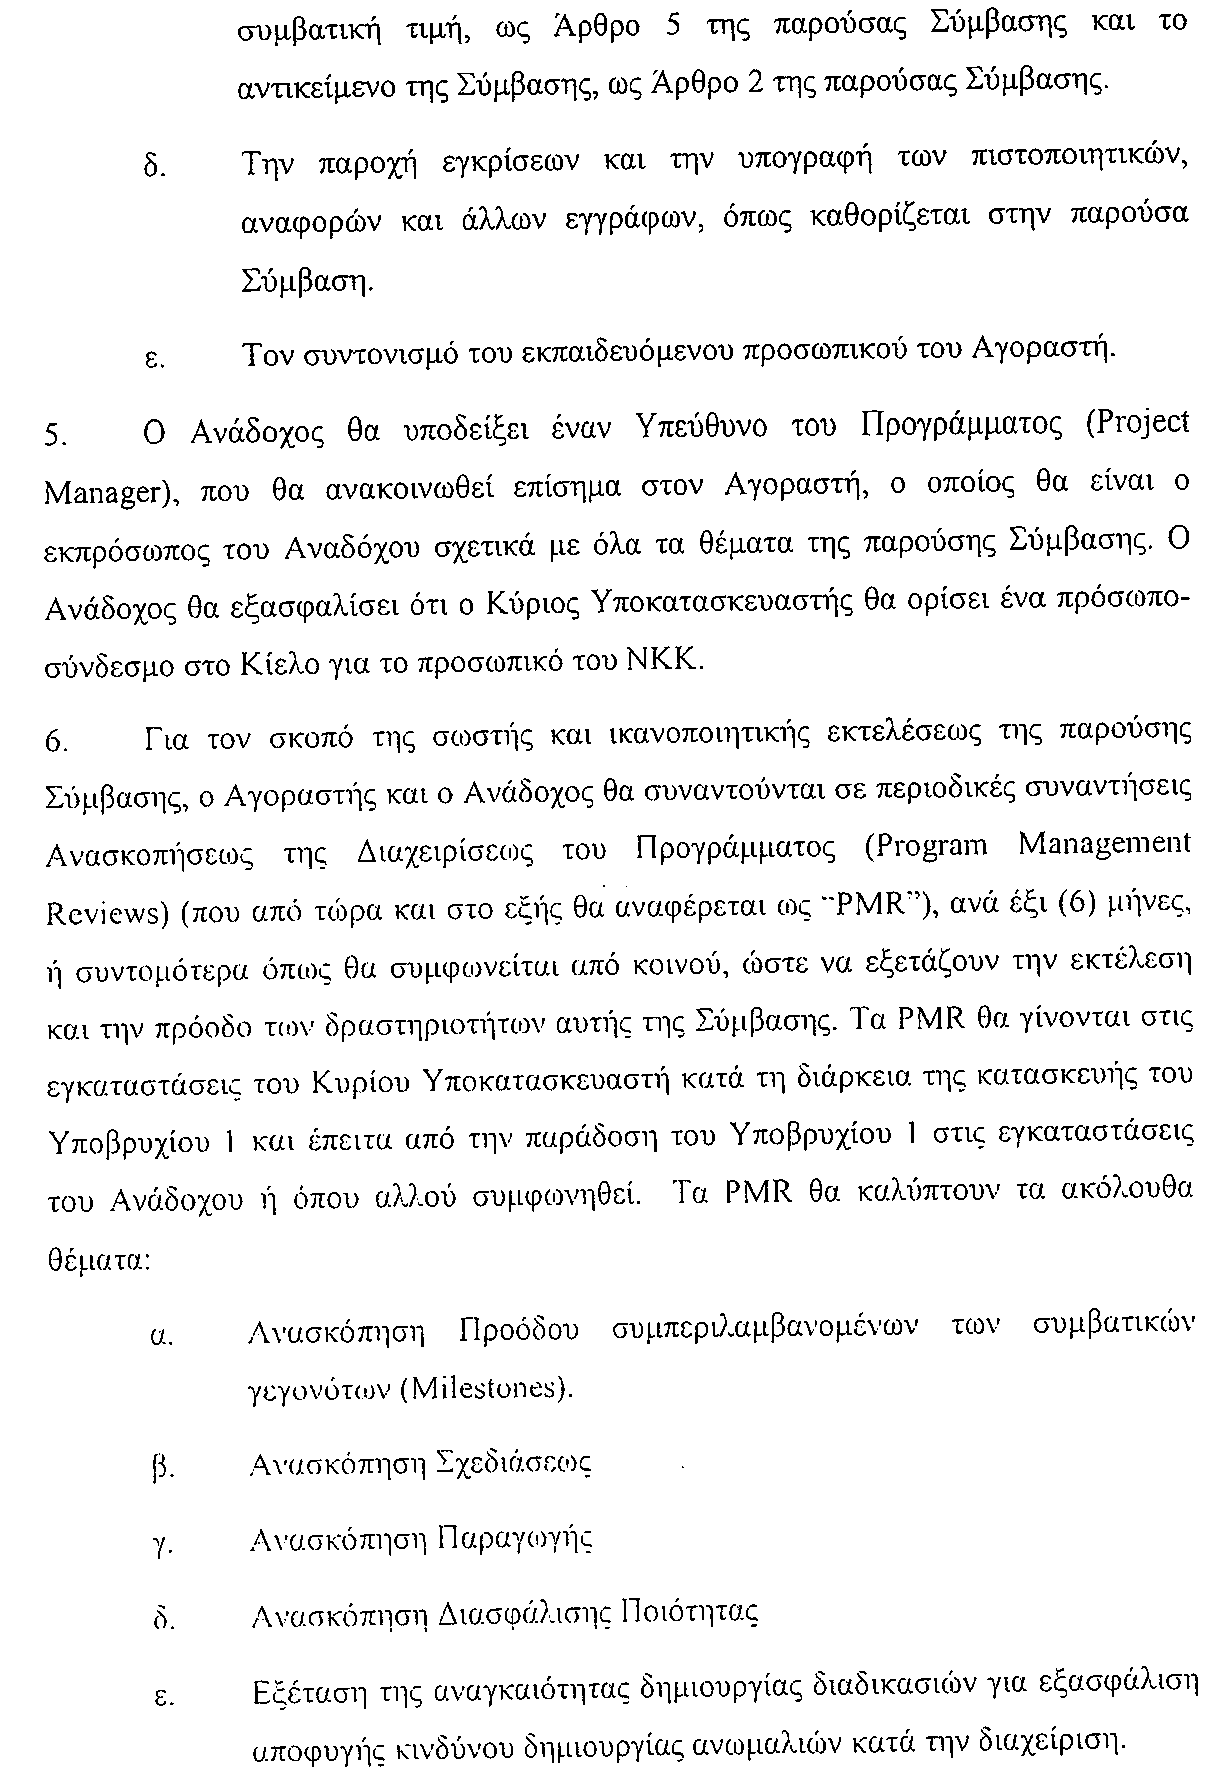 συμβατική τιμή, ως Άρθρο 5 της παρούσας Σύμβασης και το
αντικείμενο της Σύμβασης, ως Άρθρο 2 της παρούσας Σύμβασης.
δ. Την παροχή εγκρίσεων και την υπογραφή των πιστοποιητικών,
αναφορών και άλλων εγγράφων, όπως καθορίζεται στην παρούσα
Σύμβαση.
ε. Τον συντονισμό του εκπαιδευόμενου προσωπικού του Αγοραστή.
5. Ο Ανάδοχος θα υποδείξει έναν Υπεύθυνο του Προγράμματος (Project
Manager), που θα ανακοινωθεί επίσημα στον Αγοραστή, ο οποίος θα είναι ο
εκπρόσωπος του Αναδόχου σχετικά με όλα τα θέματα της παρούσης Σύμβασης. Ο
Ανάδοχος θα εξασφαλίσει ότι ο Κύριος Υποκατασκευαστής θα ορίσει ένα πρόσωπο-
σύνδεσμο στο Κίελο για το προσωπικό του ΝΚΚ.
6. Για τον σκοπό της σωστής και ικανοποιητικής εκτελέσεως της παρούσης
Σύμβασης, ο Αγοραστής και ο Ανάδοχος θα συναντούνται σε περιοδικές συναντήσεις
Ανασκοπήσεως της Διαχειρίσεως του Προγράμματος (Program Management
Reviews) (που από τώρα και στο εξής θα αναφέρεται ως "PMR"), ανά έξι (6) μήνες,
ή συντομότερα όπως θα συμφωνείται από κοινού, ώστε να εξετάζουν την εκτέλεση
και την πρόοδο των δραστηριοτήτων αυτής της Σύμβασης. Τα PMR θα γίνονται στις
εγκαταστάσεις του Κυρίου Υποκατασκευαστή κατά τη διάρκεια της κατασκευής του
Υποβρυχίου 1 και έπειτα από την παράδοση του Υποβρυχίου 1 στις εγκαταστάσεις
του Ανάδοχου ή όπου αλλού συμφωνηθεί. Τα PMR θα καλύπτουν τα ακόλουθα
θέματα:
α. Ανασκόπηση Προόδου συμπεριλαμβανομένων των συμβατικών
γεγονότων (Milestones).
β. Ανασκόπηση Σχεδιάσεως
γ. Ανασκόπηση Παραγωγής
δ. Ανασκόπηση Διασφάλισης Ποιότητας
ε. Εξέταση της αναγκαιότητας δημιουργίας διαδικασιών για εξασφάλιση
αποφυγής κινδύνου δημιουργίας ανωμαλιών κατά την διαχείριση.